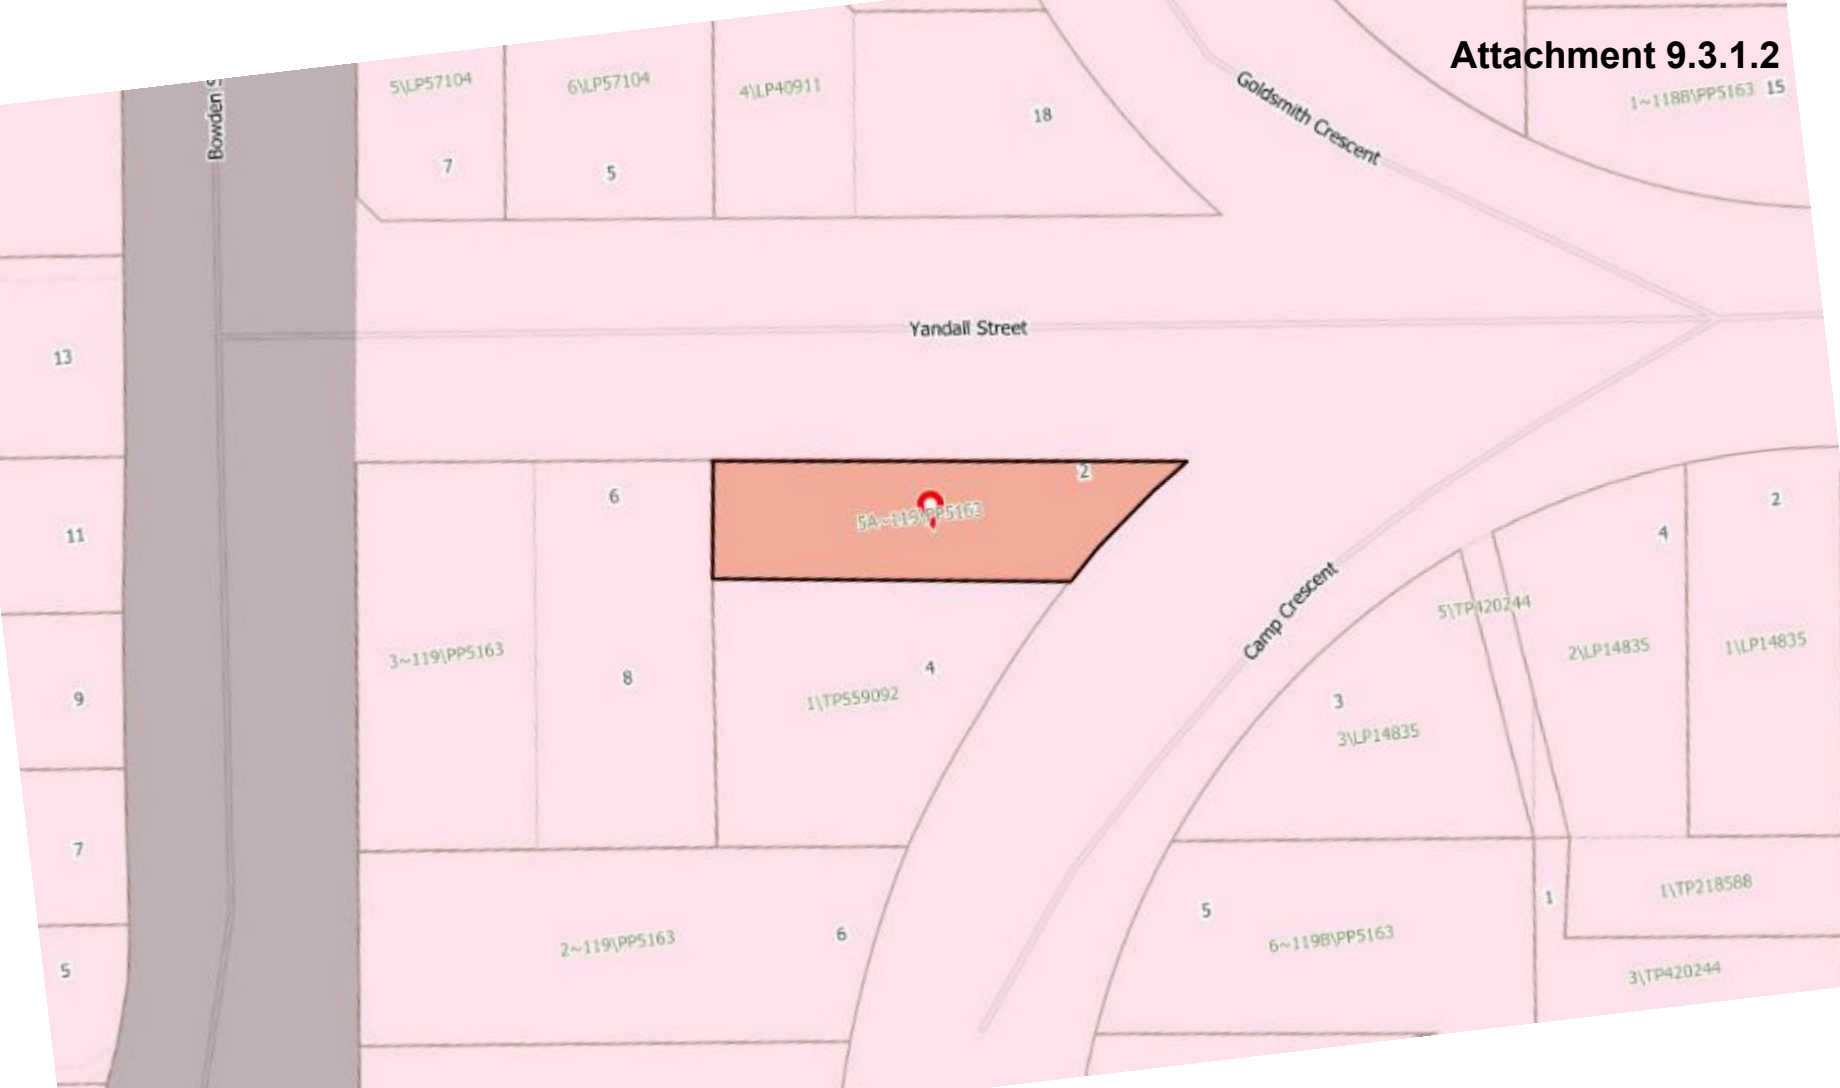 Attachment 9.3.1.2
Bowden S
5\LP57104
6\LP57104
4\LP40911
18
Goldsmith Crescent
1~118B\PP5163
15
7
5
Yandall Street
13
11
9
7
5
6
2
5A~119\PP5163
3~119\PP5163
8
4
1\TP559092
Camp Crescent
4
2
5\TP420244
2\LP14835
1\LP14835
3
3\LP14835
2~119\PP5163
6
5
6~119B\PP5163
1
1\TP218588
3\TP420244